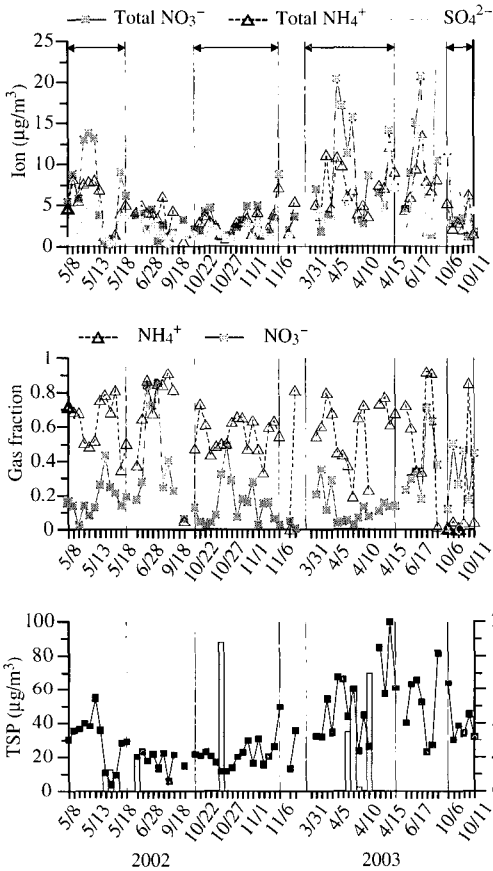 Total NO₃⁻ Total NH₄⁺ SO₄²⁻
Ion (μg/m³)
25
20
15
10
5
0
5/8 5/13 5/18 6/28 9/18 10/22 10/27 11/1 11/6 3/31 4/5 4/10 4/15 6/17 10/6 10/11
NH₄⁺ NO₃⁻
Gas fraction
1
0.8
0.6
0.4
0.2
0
5/8 5/13 5/18 6/28 9/18 10/22 10/27 11/1 11/6 3/31 4/5 4/10 4/15 6/17 10/6 10/11
TSP (μg/m³)
100
80
60
40
20
0
5/8 5/13 5/18 6/28 9/18 10/22 10/27 11/1 11/6 3/31 4/5 4/10 4/15 6/17 10/6 10/11
2002 2003